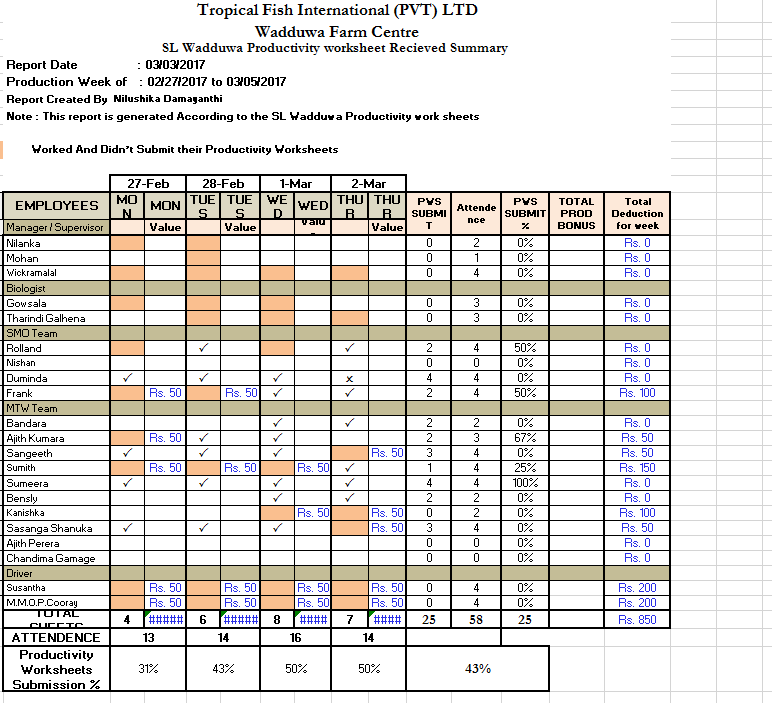 Tropical Fish International (PVT) LTD
Wadduwa Farm Centre
SL Wadduwa Productivity worksheet Recieved Summary
Report Date : 03/03/2017
Production Week of : 02/27/2017 to 03/05/2017
Report Created By Nilushika Damayanthi
Note : This report is generated According to the SL Wadduwa Productivity work sheets
Worked And Didn't Submit their Productivity Worksheets
27-Feb 28-Feb 1-Mar 2-Mar
EMPLOYEES MON MON TUES TUES WED WED THUR THUR PWS SUBMIT Attendence PWS SUBMIT % TOTAL PROD BONUS Total Deduction for week
Manager / Supervisor Value Value Value Value
Nilanka 0 2 0% Rs. 0
Mohan 0 1 0% Rs. 0
Wickramalal 0 4 0% Rs. 0
Biologist
Gowsala 0 3 0% Rs. 0
Tharindi Galhena 0 3 0% Rs. 0
SMO Team
Rolland ✓ ✓ 2 4 50% Rs. 0
Nishan 0 0 0% Rs. 0
Duminda ✓ ✓ ✓ x 4 4 0% Rs. 0
Frank Rs. 50 Rs. 50 ✓ ✓ 2 4 50% Rs. 100
MTW Team
Bandara ✓ ✓ 2 2 0% Rs. 0
Ajith Kumara Rs. 50 ✓ ✓ 2 3 67% Rs. 50
Sangeeth ✓ ✓ ✓ Rs. 50 3 4 0% Rs. 50
Sumith Rs. 50 Rs. 50 Rs. 50 ✓ 1 4 25% Rs. 150
Sumeera ✓ ✓ ✓ ✓ 4 4 100% Rs. 0
Bensly ✓ ✓ 2 2 0% Rs. 0
Kanishka Rs. 50 Rs. 50 0 2 0% Rs. 100
Sasanga Shanuka ✓ ✓ ✓ Rs. 50 3 4 0% Rs. 50
Ajith Perera 0 0 0% Rs. 0
Chandima Gamage 0 0 0% Rs. 0
Driver
Susantha Rs. 50 Rs. 50 Rs. 50 Rs. 50 0 4 0% Rs. 200
M.M.O.P.Cooray Rs. 50 Rs. 50 Rs. 50 Rs. 50 0 4 0% Rs. 200
TOTAL SHEETS 4 ##### 6 ##### 8 #### 7 #### 25 58 25 Rs. 850
ATTENDENCE 13 14 16 14
Productivity Worksheets Submission % 31% 43% 50% 50% 43%